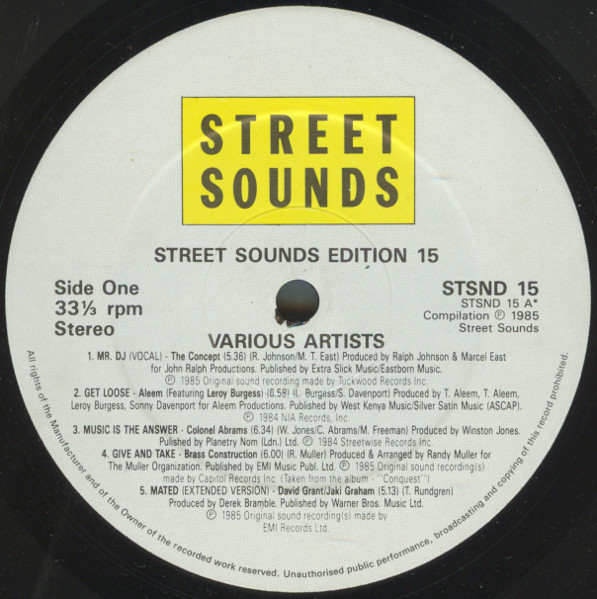 STREET
SOUNDS
STREET SOUNDS EDITION 15
Side One
33⅓ rpm
Stereo
STSND 15
STSND 15 A*
Compilation ℗ 1985
Street Sounds
VARIOUS ARTISTS
1. MR. DJ (VOCAL) - The Concept (5.36) (R. Johnson/M. T. East) Produced by Ralph Johnson & Marcel East
for John Ralph Productions. Published by Extra Slick Music/Eastborn Music.
℗ 1985 Original sound recording made by Tuckwood Records Inc.
2. GET LOOSE - Aleem (Featuring Leroy Burgess) (6.58) (L. Burgess/S. Davenport) Produced by T. Aleem, T. Aleem,
Leroy Burgess, Sonny Davenport for Aleem Productions. Published by West Kenya Music/Silver Satin Music (ASCAP).
℗ 1984 NIA Records, Inc.
3. MUSIC IS THE ANSWER - Colonel Abrams (6.34) (W. Jones/C. Abrams/M. Freeman) Produced by Winston Jones.
Pulished by Planetry Nom (Ldn.) Ltd. ℗ 1984 Streetwise Records Inc.
4. GIVE AND TAKE - Brass Construction (6.00) (R. Muller) Produced & Arranged by Randy Muller for
The Muller Organization. Published by EMI Music Publ. Ltd. ℗ 1985 Original sound recording(s)
made by Capitol Records Inc. (Taken from the album - "Conquest")
5. MATED (EXTENDED VERSION) - David Grant/Jaki Graham (5.13) (T. Rundgren)
Produced by Derek Bramble. Published by Warner Bros. Music Ltd.
℗ 1985 Original sound recording(s) made by
EMI Records Ltd.
All rights of the Manufacturer and of the Owner of the recorded work reserved. Unauthorised public performance, broadcasting and copying of this record prohibited.